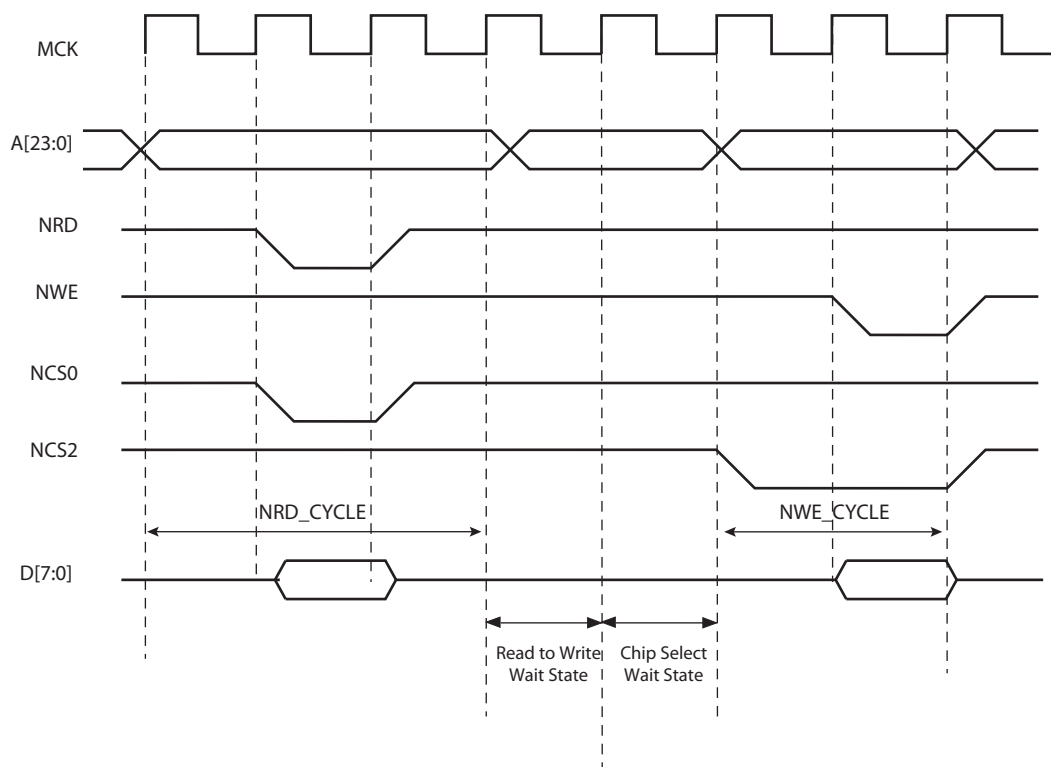 MCK
A[23:0]
NRD
NWE
NCS0
NCS2
NRD_CYCLE
NWE_CYCLE
D[7:0]
Read to Write
Wait State
Chip Select
Wait State